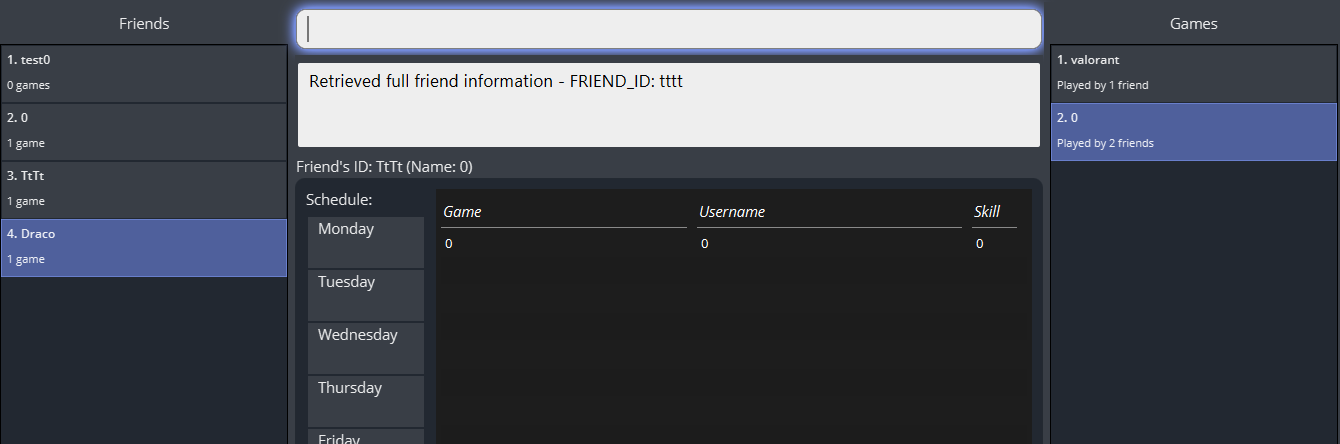 Friends
1. test0
0 games
2. 0
1 game
3. TtTt
1 game
4. Draco
1 game
Retrieved full friend information - FRIEND_ID: tttt
Friend's ID: TtTt (Name: 0)
Schedule:
Monday
Tuesday
Wednesday
Thursday
Friday
Game Username Skill
0 0 0
Games
1. valorant
Played by 1 friend
2. 0
Played by 2 friends